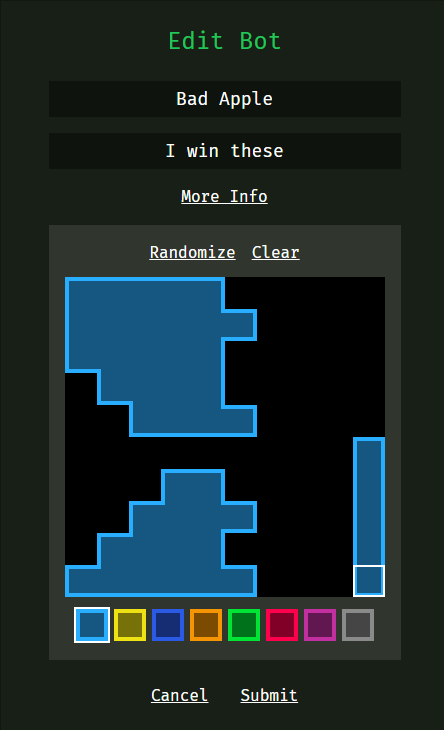 Edit Bot
Bad Apple
I win these
More Info
Randomize Clear
Cancel Submit